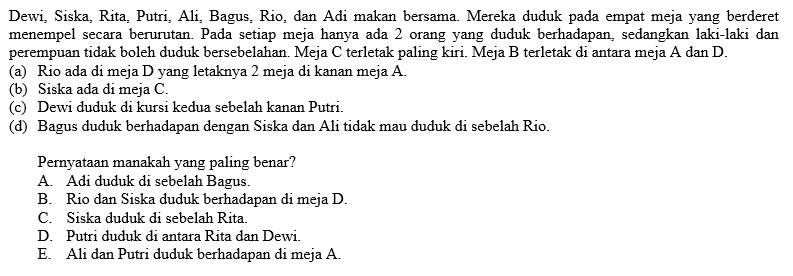 Dewi, Siska, Rita, Putri, Ali, Bagus, Rio, dan Adi makan bersama. Mereka duduk pada empat meja yang berderet
menempel secara berurutan. Pada setiap meja hanya ada 2 orang yang duduk berhadapan, sedangkan laki-laki dan
perempuan tidak boleh duduk bersebelahan. Meja C terletak paling kiri. Meja B terletak di antara meja A dan D.
(a) Rio ada di meja D yang letaknya 2 meja di kanan meja A.
(b) Siska ada di meja C.
(c) Dewi duduk di kursi kedua sebelah kanan Putri.
(d) Bagus duduk berhadapan dengan Siska dan Ali tidak mau duduk di sebelah Rio.
Pernyataan manakah yang paling benar?
A. Adi duduk di sebelah Bagus.
B. Rio dan Siska duduk berhadapan di meja D.
C. Siska duduk di sebelah Rita.
D. Putri duduk di antara Rita dan Dewi.
E. Ali dan Putri duduk berhadapan di meja A.